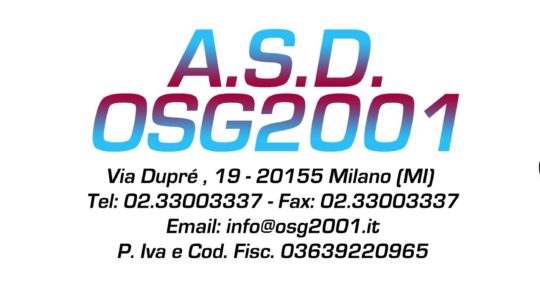 A.S.D.
OSG2001
Via Dupré , 19 - 20155 Milano (MI)
Tel: 02.33003337 - Fax: 02.33003337
Email: info@osg2001.it
P. Iva e Cod. Fisc. 03639220965